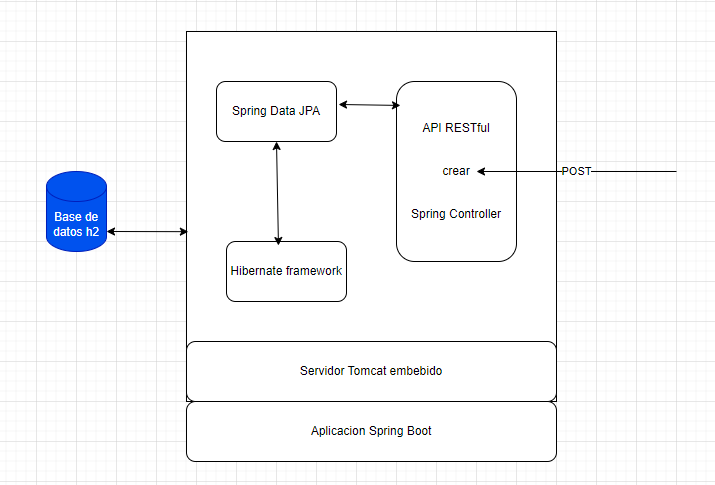 Spring Data JPA
API RESTful
crear
POST
Spring Controller
Base de
datos h2
Hibernate framework
Servidor Tomcat embebido
Aplicacion Spring Boot